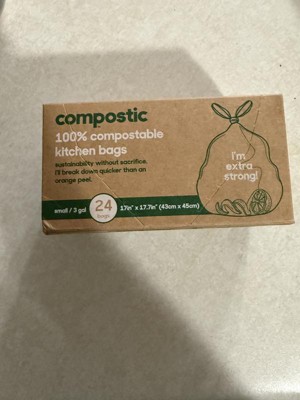 compostic
100% compostable
kitchen bags
sustainability without sacrifice.
I'll break down quicker than an
orange peel.
i'm
extra
strong!
small / 3 gal
24
bags
17in" x 17.7in" (43cm x 45cm)